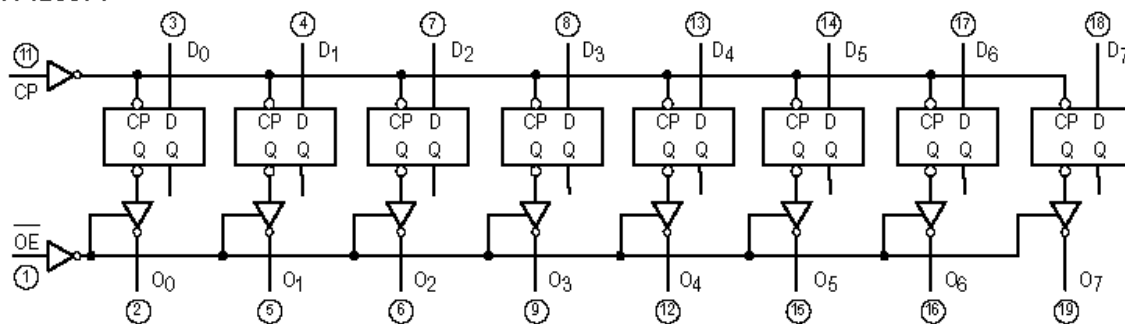 3 4 7 8 13 14 17 18
11 D0 D1 D2 D3 D4 D5 D6 D7
CP
CP D CP D CP D CP D CP D CP D CP D CP D
Q Q Q Q Q Q Q Q Q Q Q Q Q Q Q Q
OE
1 O0 O1 O2 O3 O4 O5 O6 O7
2 5 6 9 12 15 16 19